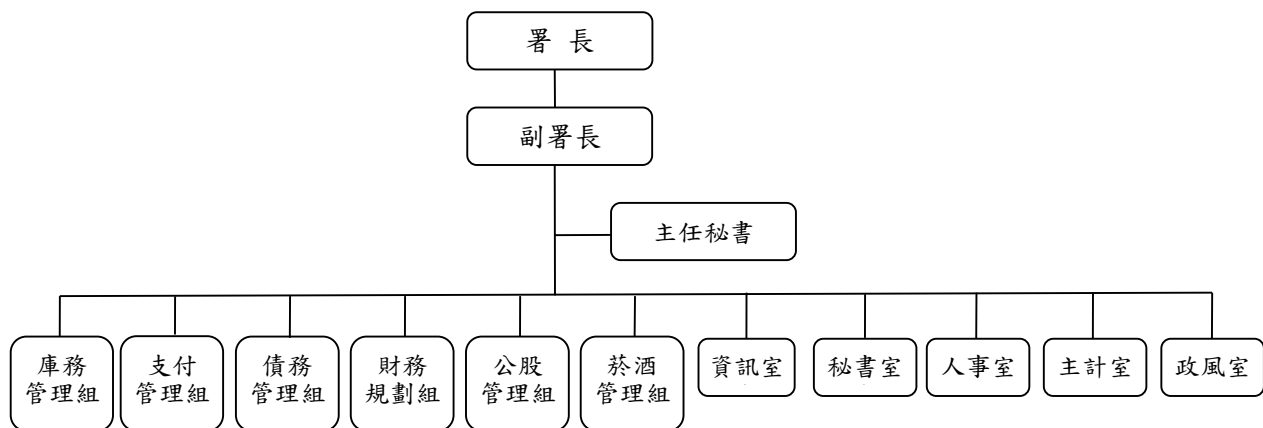 署 長
副署長
主任秘書
庫務
管理組
支付
管理組
債務
管理組
財務
規劃組
公股
管理組
菸酒
管理組
資訊室
秘書室
人事室
主計室
政風室